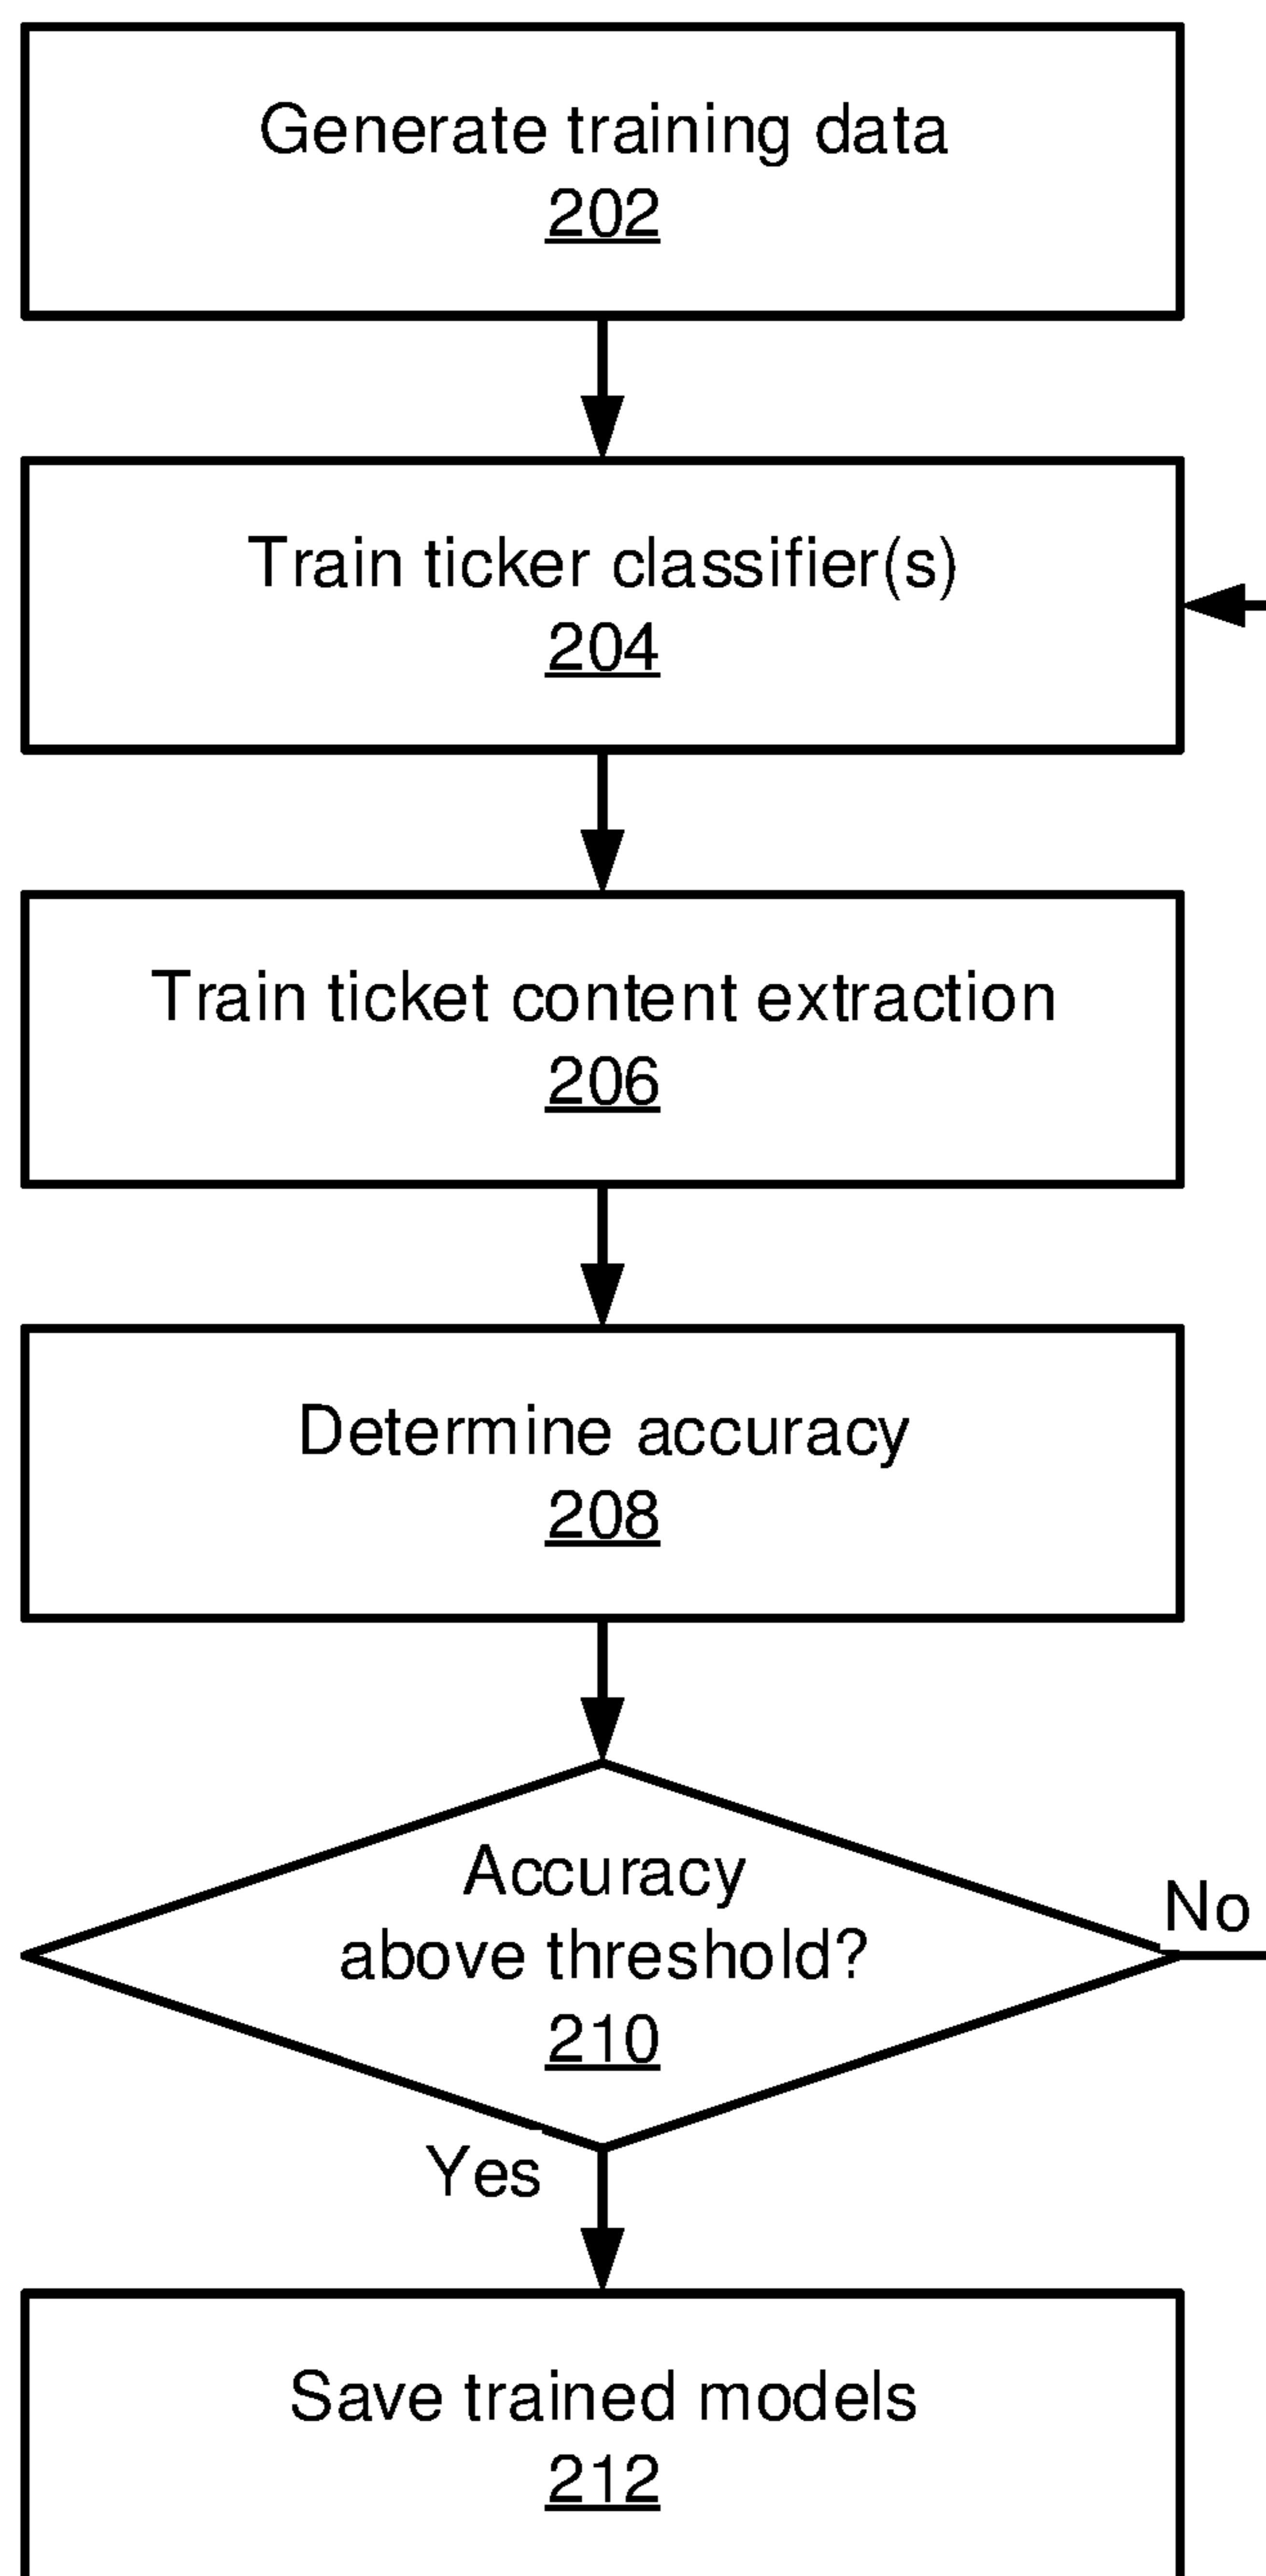 Generate training data
202
Train ticker classifier(s)
204
Train ticket content extraction
206
Determine accuracy
208
Accuracy
above threshold?
210
No
Yes
Save trained models
212